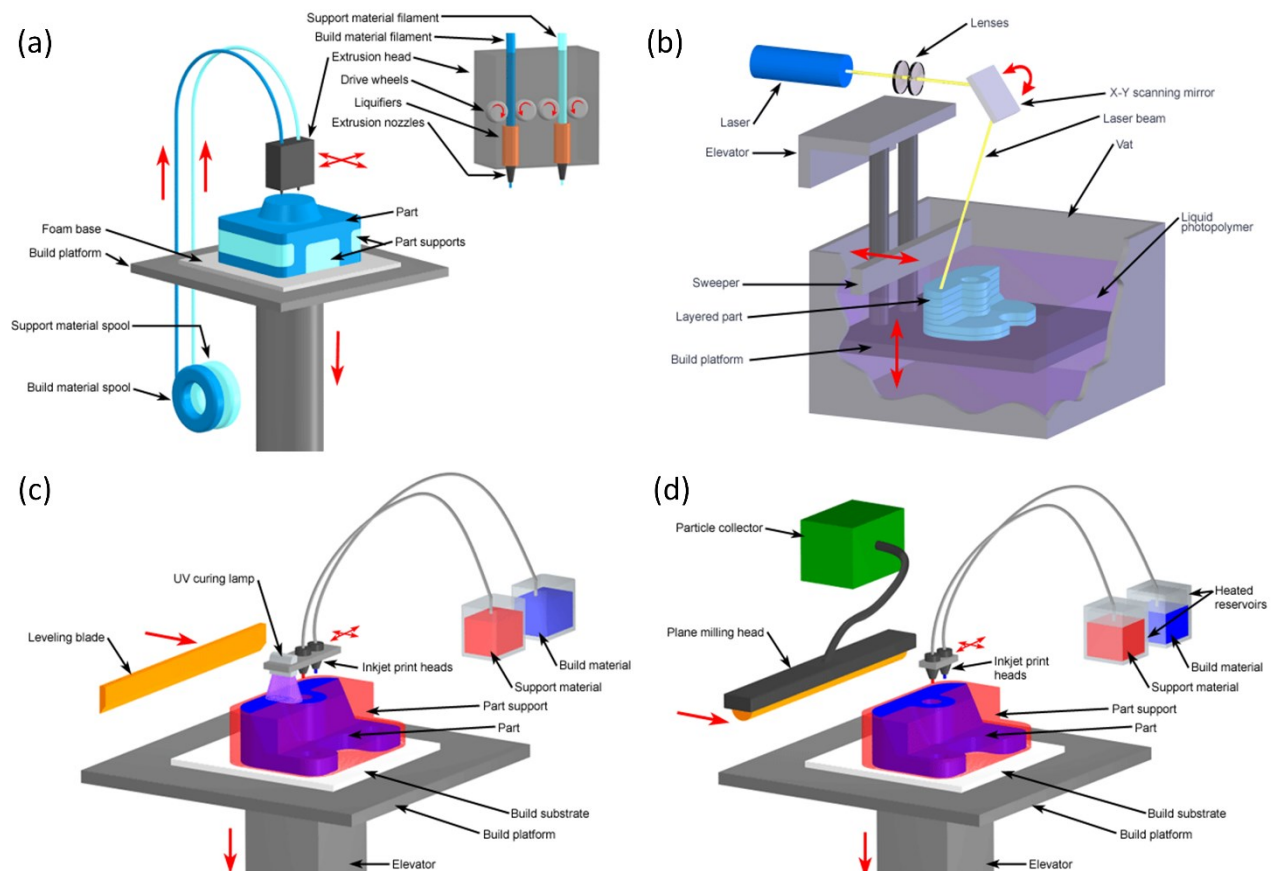 (a)
Support material filament
Build material filament
Extrusion head
Drive wheels
Liquifiers
Extrusion nozzles
Part
Foam base
Build platform
Part supports
Support material spool
Build material spool
(b)
Lenses
X-Y scanning mirror
Laser
Laser beam
Elevator
Vat
Liquid
photopolymer
Sweeper
Layered part
Build platform
(c)
UV curing lamp
Leveling blade
Inkjet print heads
Build material
Support material
Part support
Part
Build substrate
Build platform
Elevator
(d)
Particle collector
Plane milling head
Heated
reservoirs
Inkjet print
heads
Build material
Support material
Part support
Part
Build substrate
Build platform
Elevator